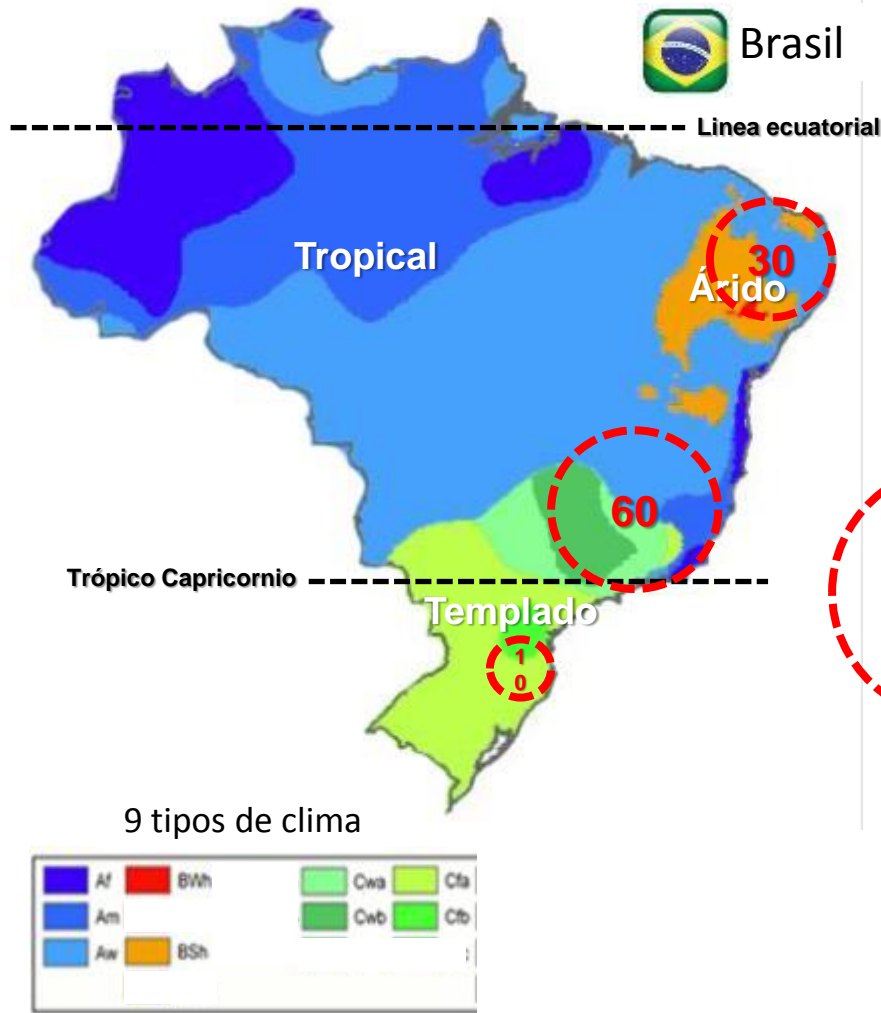 Brasil
Linea ecuatorial
Tropical
30
Árido
60
Trópico Capricornio
Templado
1
0
9 tipos de clima
Af BWh Cwa Cfa
Am Cwb Cfb
Aw BSh